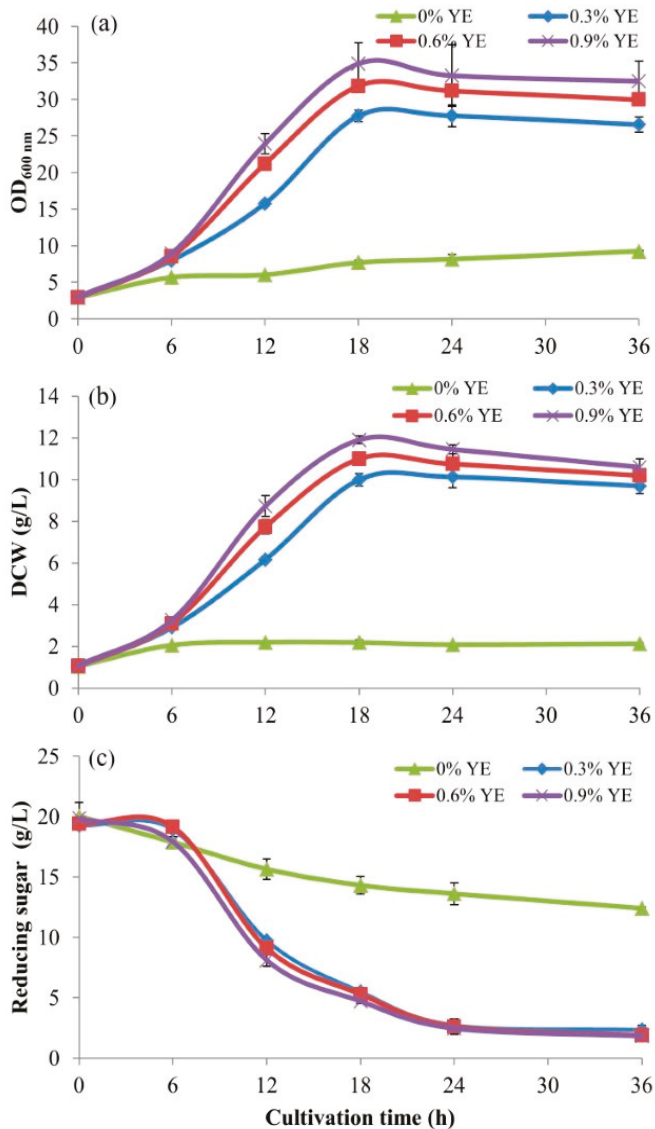 (a)
0% YE 0.3% YE
0.6% YE 0.9% YE
40
35
30
25
20
15
10
5
0
OD600 nm
0 6 12 18 24 30 36
(b)
0% YE 0.3% YE
0.6% YE 0.9% YE
14
12
10
8
6
4
2
0
DCW (g/L)
0 6 12 18 24 30 36
(c)
0% YE 0.3% YE
0.6% YE 0.9% YE
25
20
15
10
5
0
Reducing sugar (g/L)
0 6 12 18 24 30 36
Cultivation time (h)